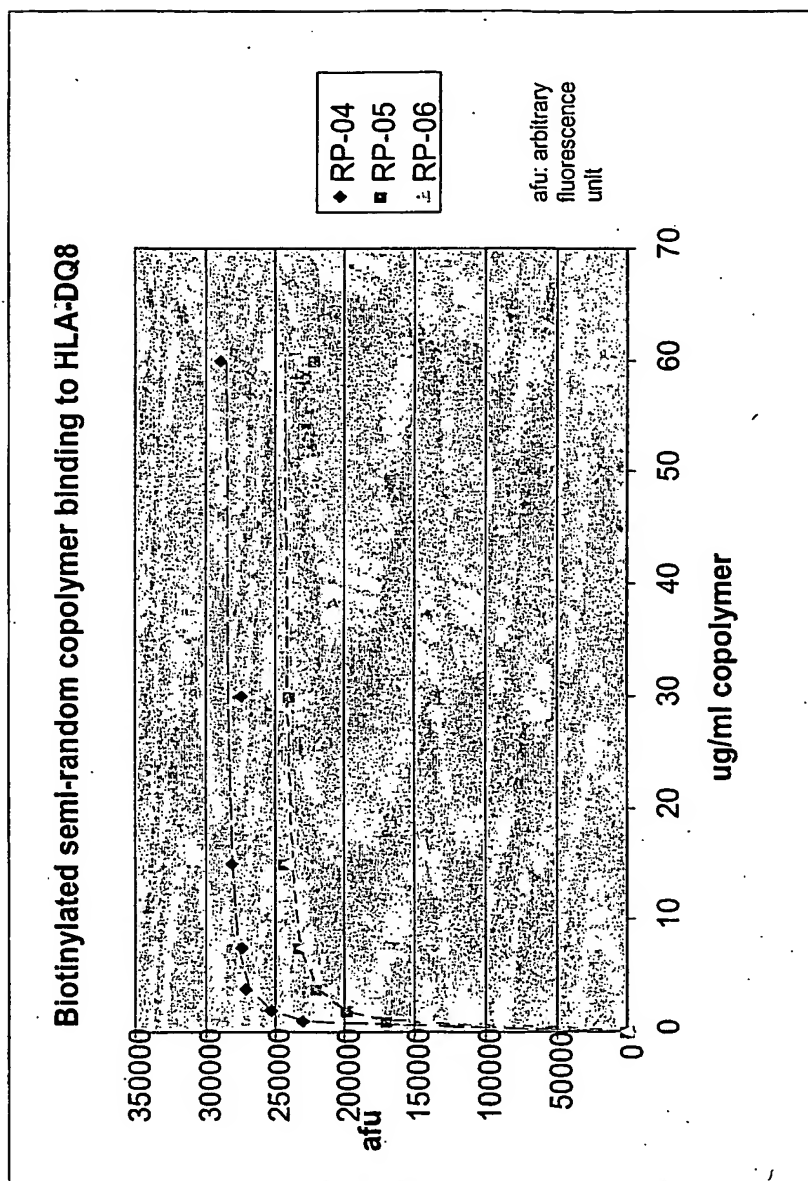 Biotinylated semi-random copolymer binding to HLA-DQ8
350000
300000
250000
200000
150000
100000
50000
0
afu
0
10
20
30
40
50
60
70
ug/ml copolymer
RP-04
RP-05
RP-06
afu: arbitrary
fluorescence
unit